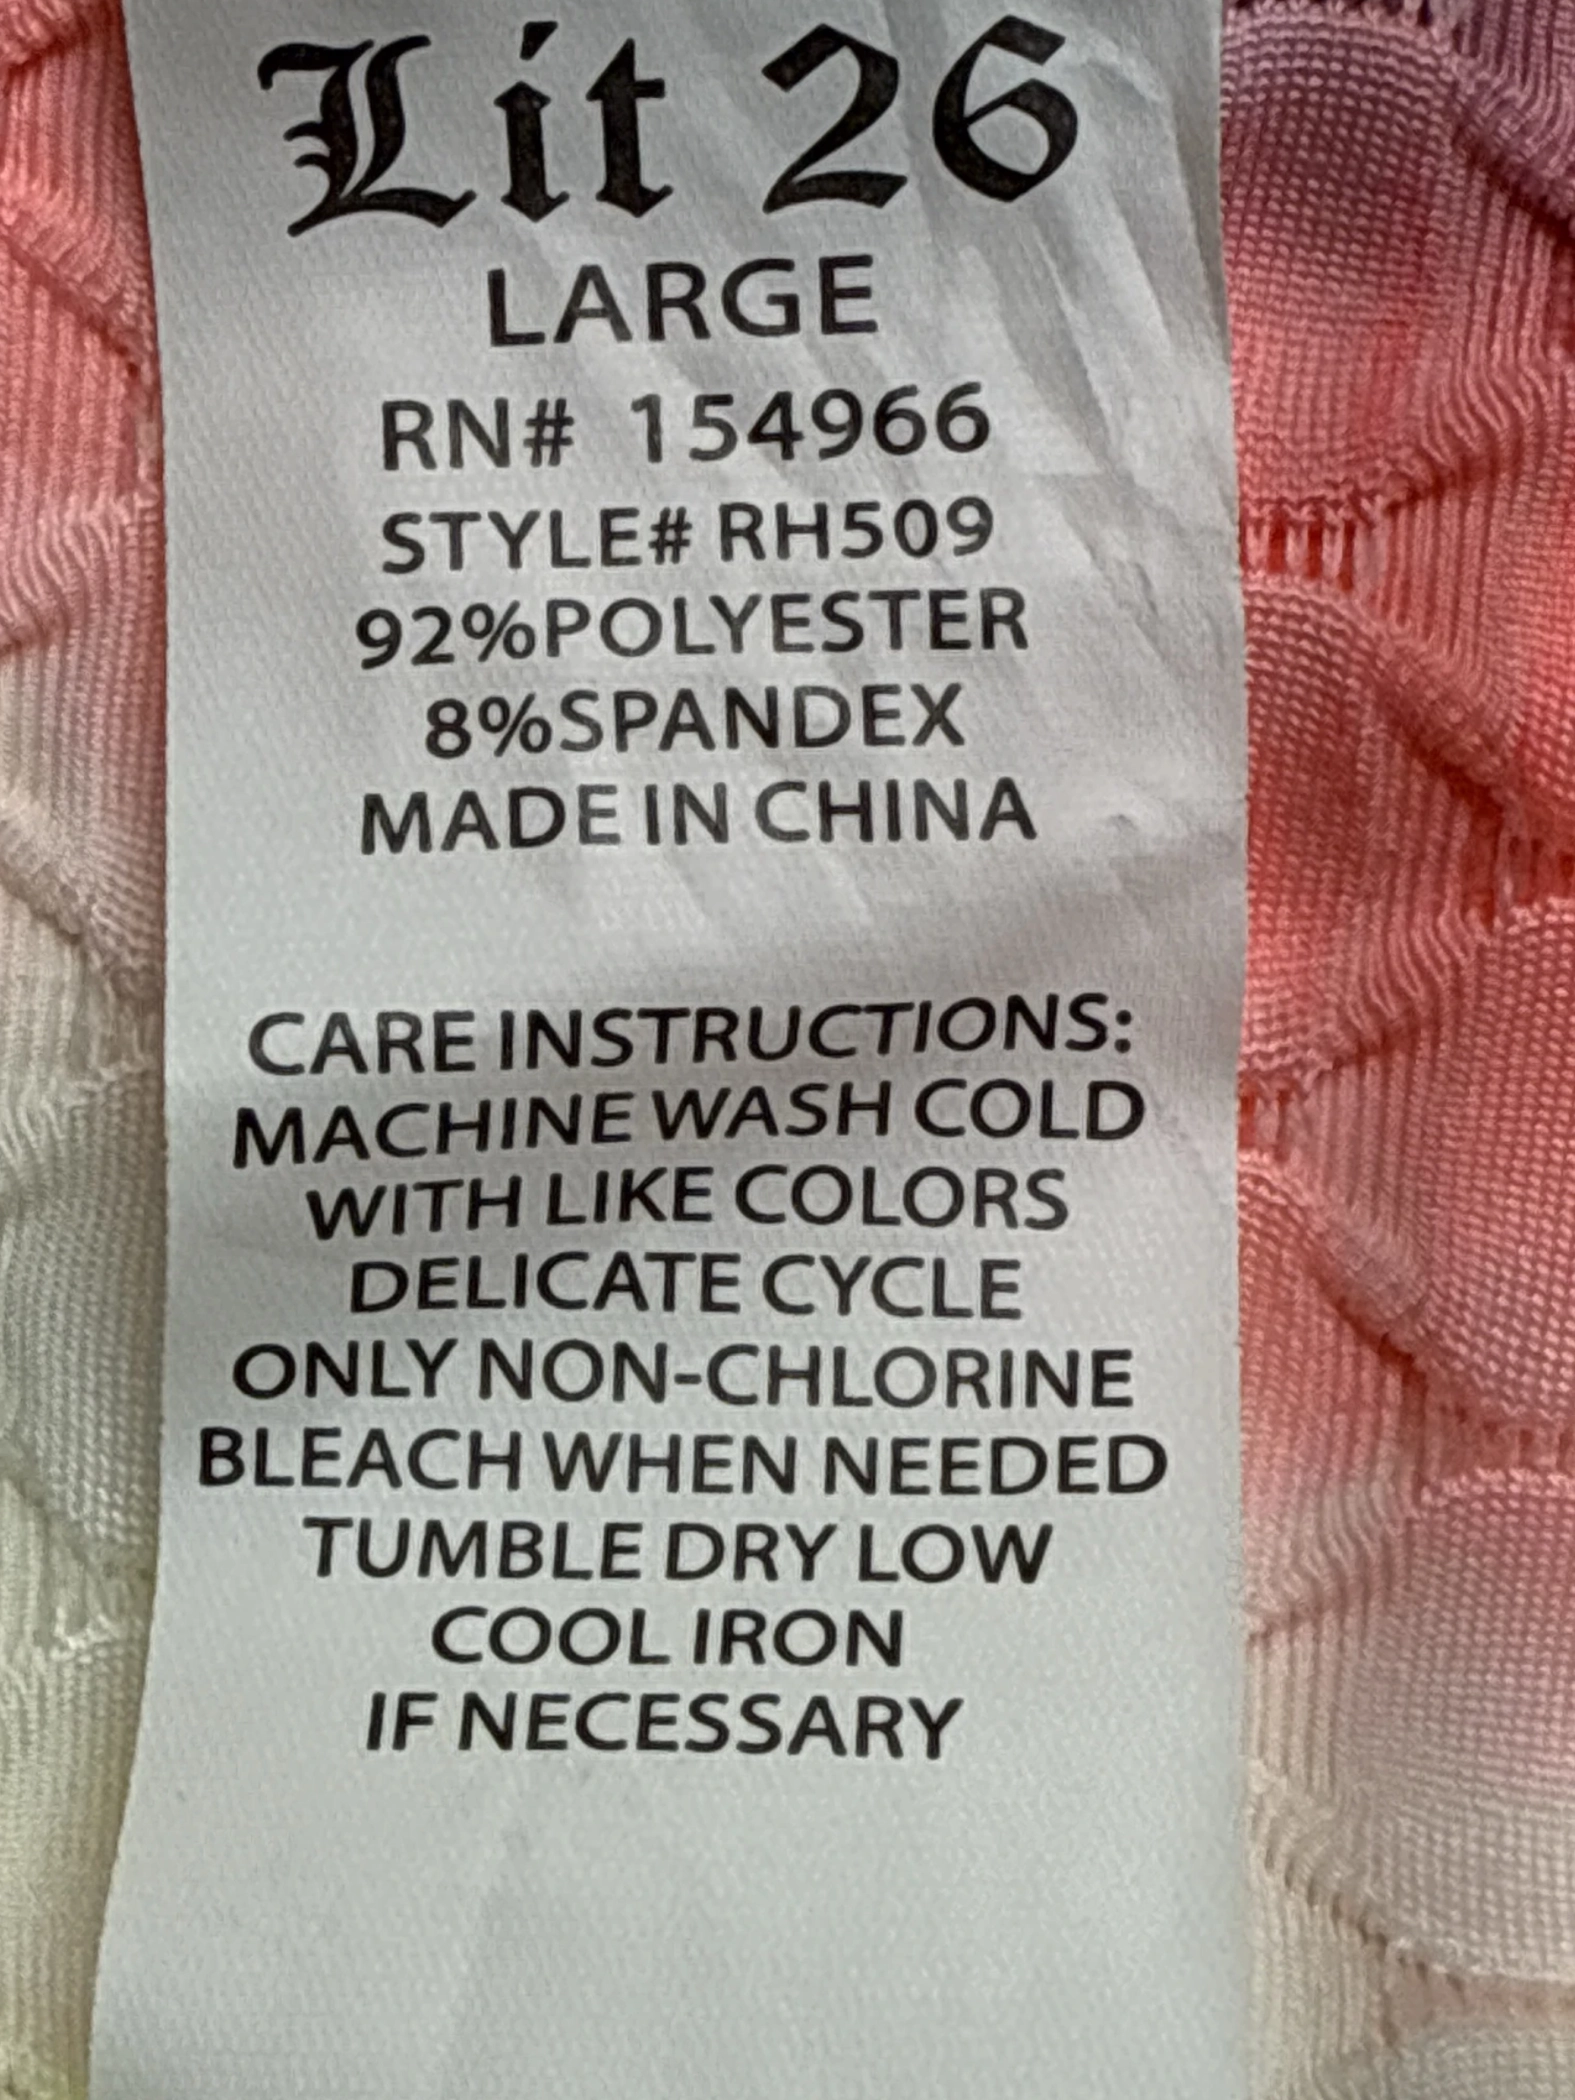 Lit 26
LARGE
RN# 154966
STYLE# RH509
92%POLYESTER
8%SPANDEX
MADE IN CHINA
CARE INSTRUCTIONS:
MACHINE WASH COLD
WITH LIKE COLORS
DELICATE CYCLE
ONLY NON-CHLORINE
BLEACH WHEN NEEDED
TUMBLE DRY LOW
COOL IRON
IF NECESSARY